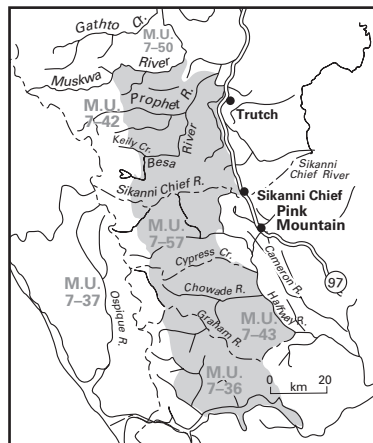 Gathto Cr.
M.U.
7–50
Muskwa River
M.U.
7–42
Prophet R.
Trutch
Keily Cr.
Besa River
Sikanni
Chief River
Sikanni Chief R.
Sikanni Chief
Pink
Mountain
M.U.
7–57
Cypress Cr.
Cameron R.
97
M.U.
7–37
Ospique R.
Chowade R.
Halfway R.
M.U.
7–43
Graham R.
M.U.
7–36
0 20
km